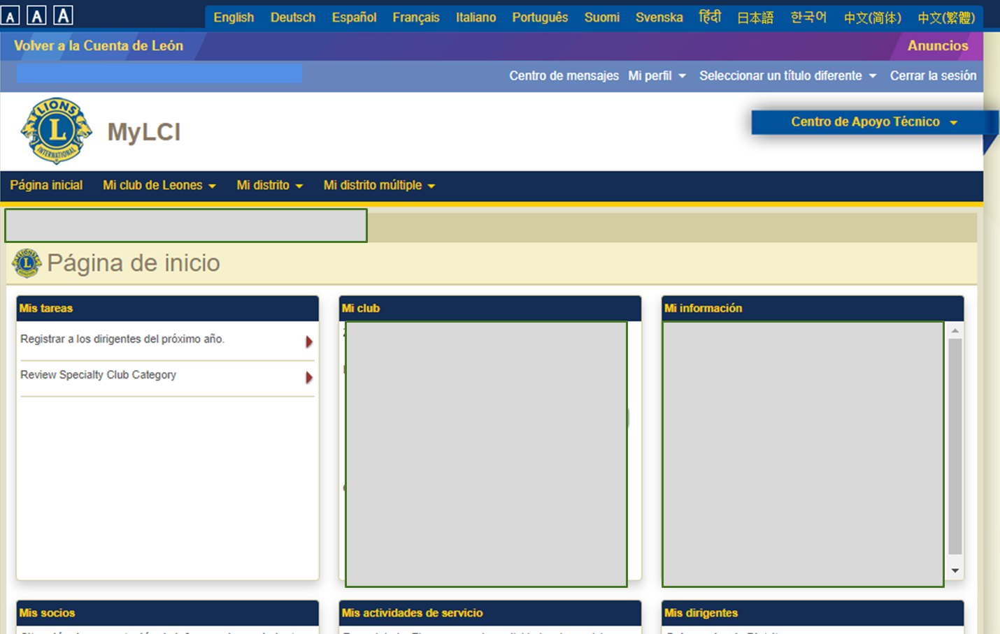 A A A English Deutsch Español Français Italiano Português Suomi Svenska हिंदी 日本語 한국어 中文(简体) 中文(繁體)
Volver a la Cuenta de León Anuncios
Centro de mensajes Mi perfil Seleccionar un título diferente Cerrar la sesión
LIONS
L
INTERNATIONAL
MyLCI
Centro de Apoyo Técnico
Página inicial Mi club de Leones Mi distrito Mi distrito múltiple
Página de inicio
Mis tareas Mi club Mi información
Registrar a los dirigentes del próximo año.
Review Specialty Club Category
Mis socios Mis actividades de servicio Mis dirigentes